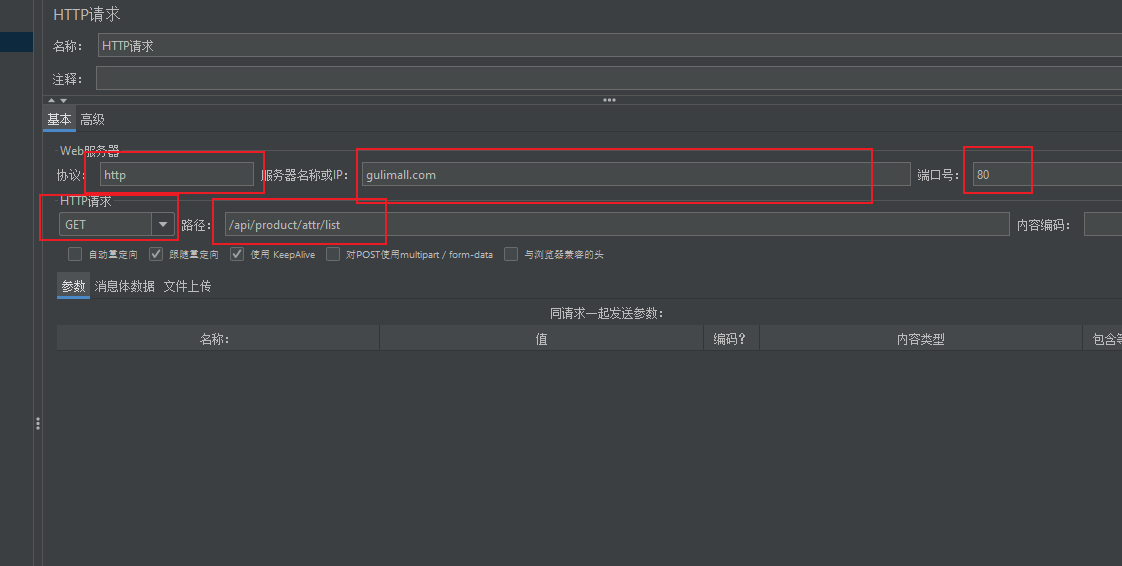 HTTP请求
名称： HTTP请求
注释：
基本 高级
Web服务器
协议： http 服务器名称或IP： gulimall.com 端口号： 80
HTTP请求
GET 路径： /api/product/attr/list 内容编码：
自动重定向 跟随重定向 使用 KeepAlive 对POST使用multipart / form-data 与浏览器兼容的头
参数 消息体数据 文件上传
同请求一起发送参数：
名称： 值 编码？ 内容类型 包含等